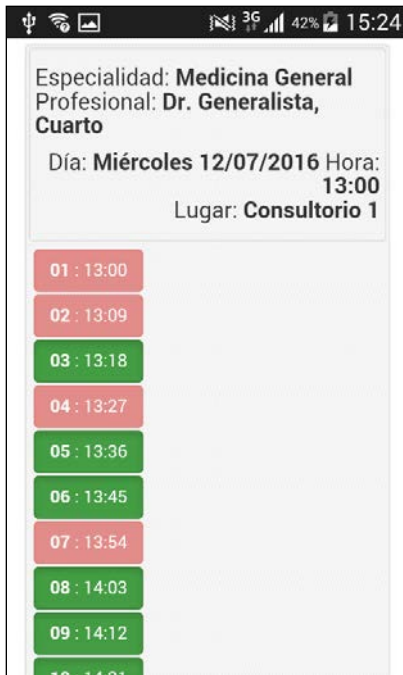 3G 42% 15:24
Especialidad: Medicina General
Profesional: Dr. Generalista,
Cuarto
Día: Miércoles 12/07/2016 Hora:
13:00
Lugar: Consultorio 1
01 : 13:00
02 : 13:09
03 : 13:18
04 : 13:27
05 : 13:36
06 : 13:45
07 : 13:54
08 : 14:03
09 : 14:12